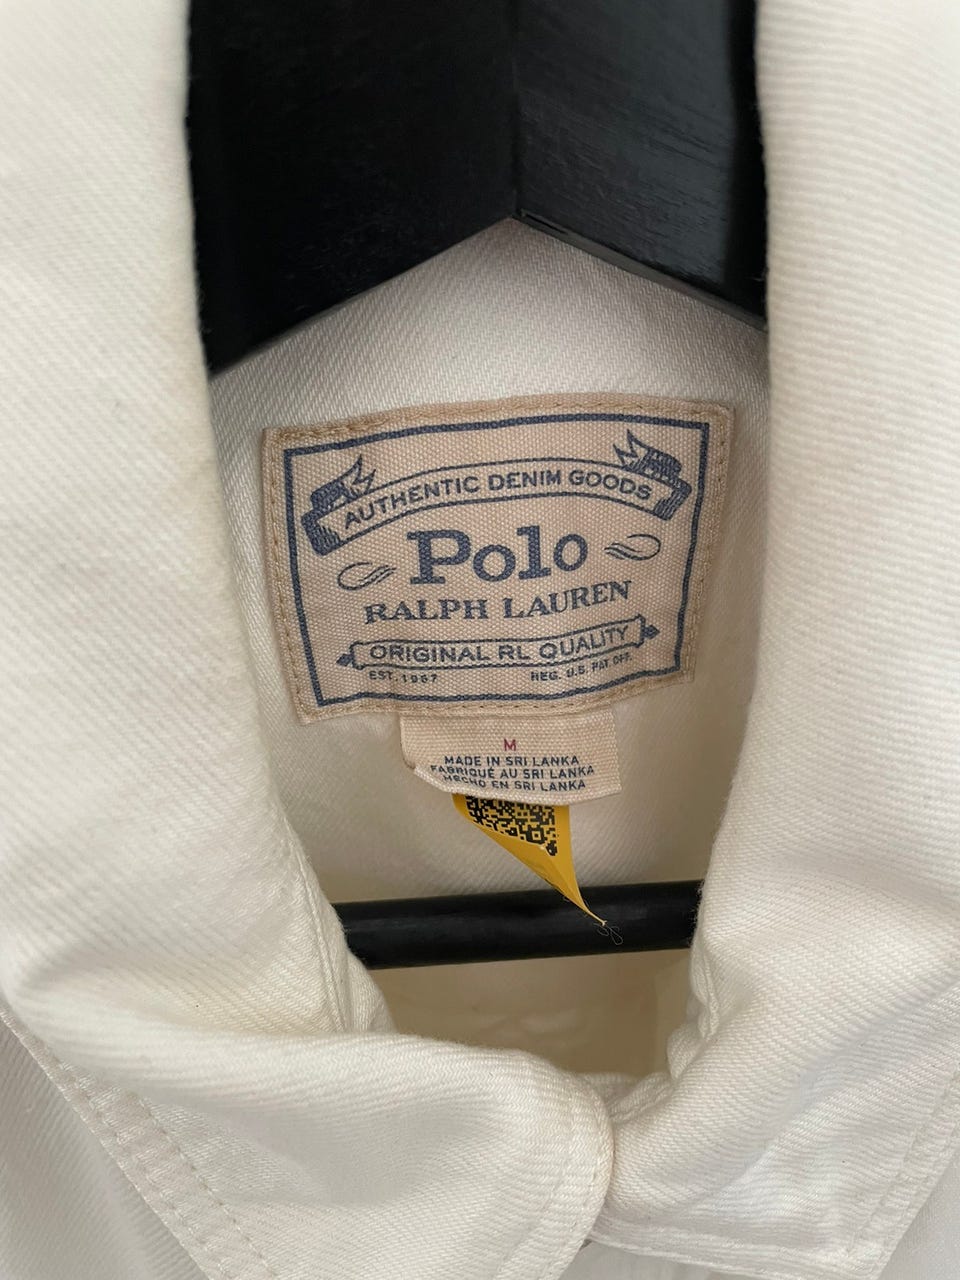 AUTHENTIC DENIM GOODS
Polo
RALPH LAUREN
ORIGINAL RL QUALITY
EST. 1967 REG. U.S. PAT. OFF.
M
MADE IN SRI LANKA
FABRIQUÉ AU SRI LANKA
HECHO EN SRI LANKA